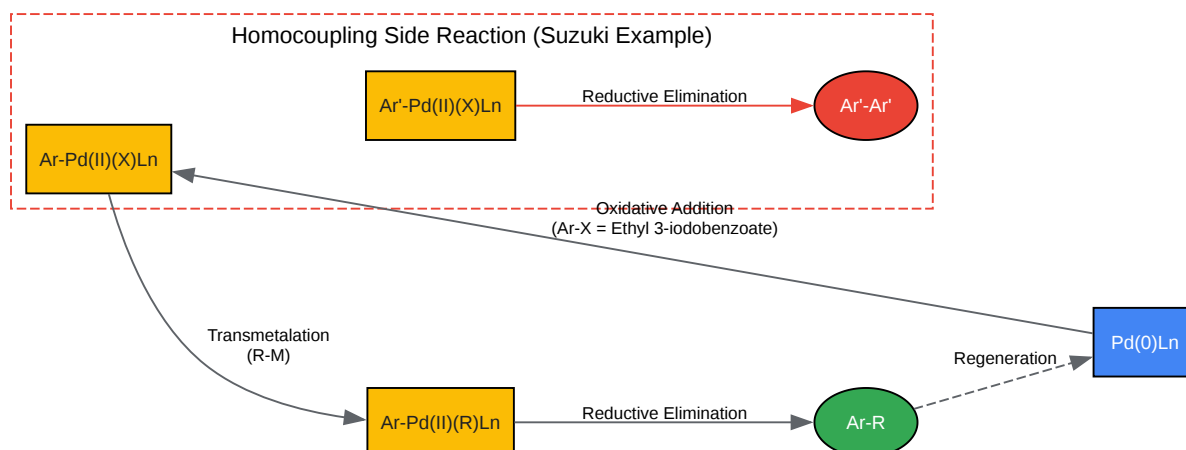 Homocoupling Side Reaction (Suzuki Example)
Ar'-Pd(II)(X)Ln
Reductive Elimination
Ar'-Ar'
Ar-Pd(II)(X)Ln
Oxidative Addition
(Ar-X = Ethyl 3-iodobenzoate)
Transmetalation
(R-M)
Pd(0)Ln
Regeneration
Ar-Pd(II)(R)Ln
Reductive Elimination
Ar-R